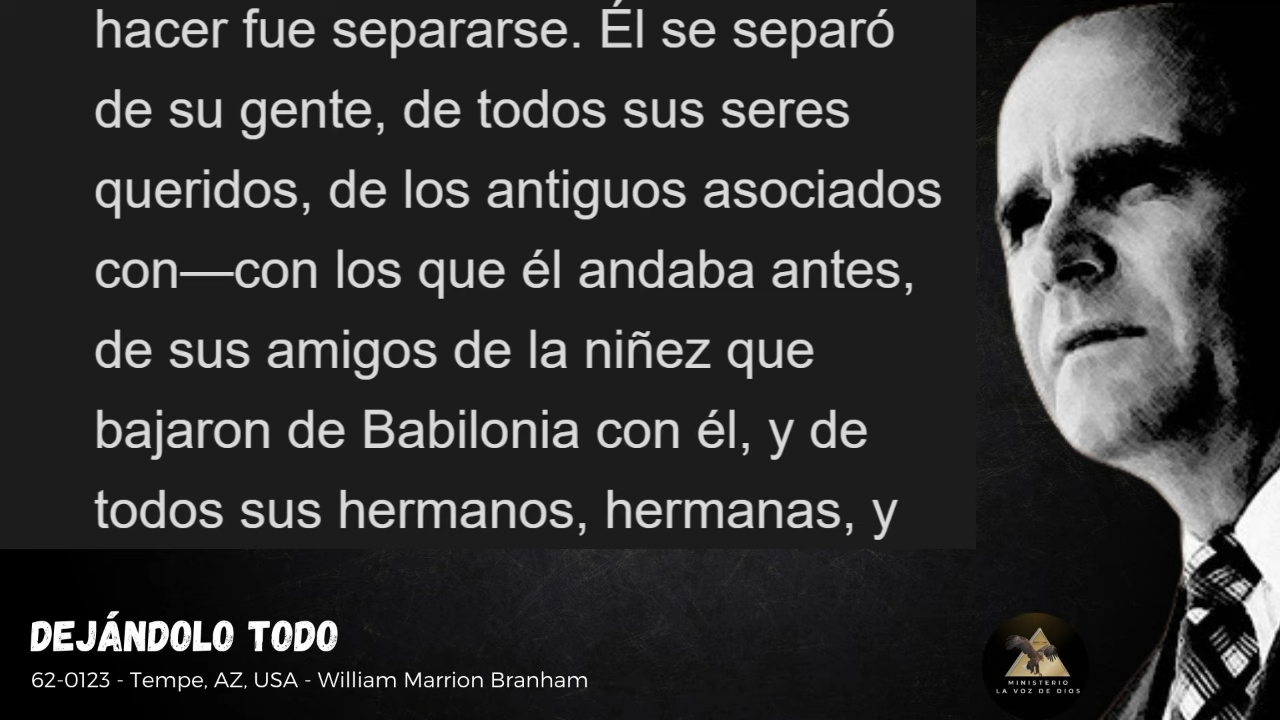 hacer fue separarse. Él se separó
de su gente, de todos sus seres
queridos, de los antiguos asociados
con—con los que él andaba antes,
de sus amigos de la niñez que
bajaron de Babilonia con él, y de
todos sus hermanos, hermanas, y
DEJÁNDOLO TODO
62-0123 - Tempe, AZ, USA - William Marrion Branham
MINISTERIO
LA VOZ DE DIOS